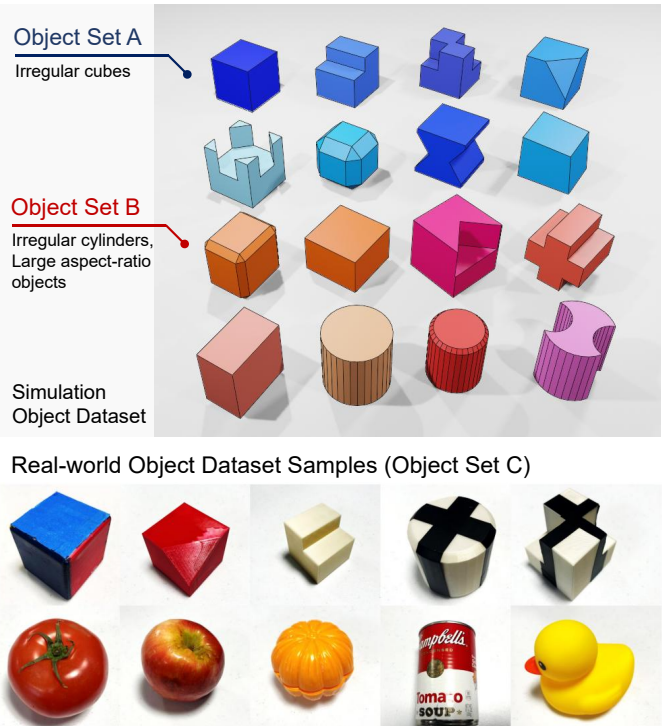 Object Set A
Irregular cubes
Object Set B
Irregular cylinders,
Large aspect-ratio
objects
Simulation
Object Dataset
Real-world Object Dataset Samples (Object Set C)
Campbell's
Tomato
SOUP